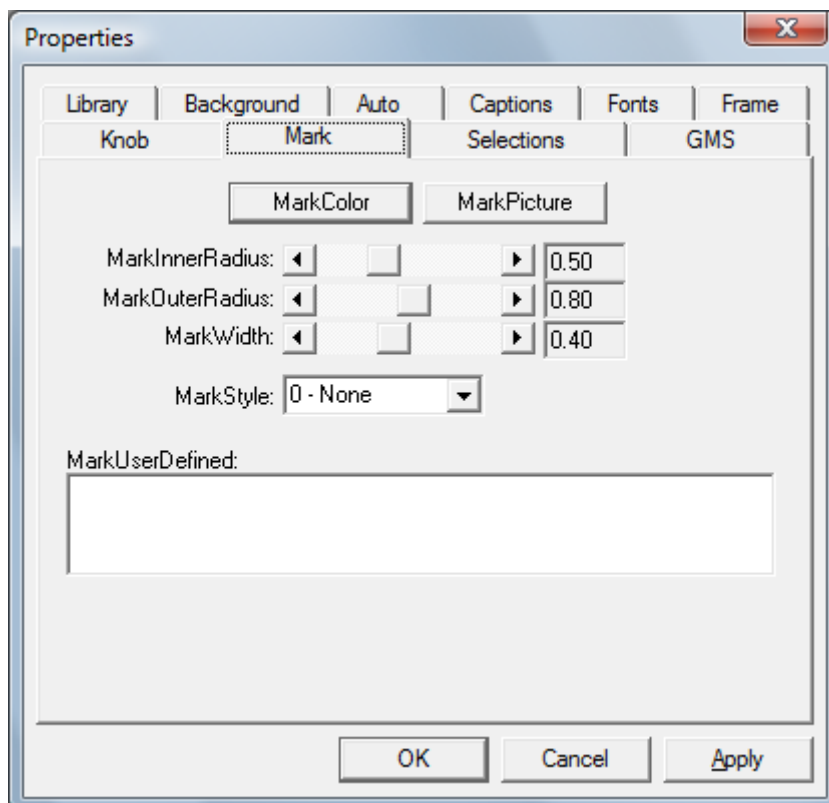 Properties
Library Background Auto Captions Fonts Frame
Knob Mark Selections GMS
MarkColor MarkPicture
MarkInnerRadius: 0.50
MarkOuterRadius: 0.80
MarkWidth: 0.40
MarkStyle: 0 - None
MarkUserDefined:
OK Cancel Apply